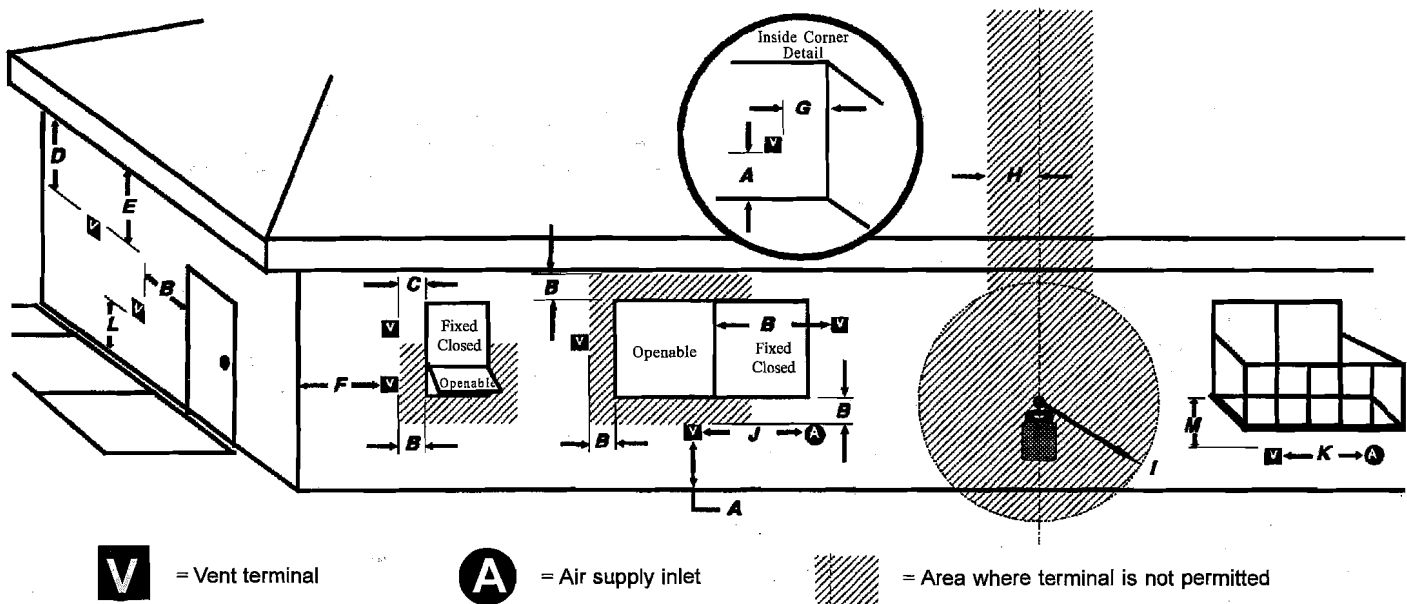 Inside Corner
Detail
G
V
A
D
E
V
B
V
L
H
C
B
V
Fixed
Closed
F
V
Openable
B
V
Openable
B
V
Fixed
Closed
B
B
V
J
A
A
I
M
V
K
A
V = Vent terminal
A = Air supply inlet
= Area where terminal is not permitted